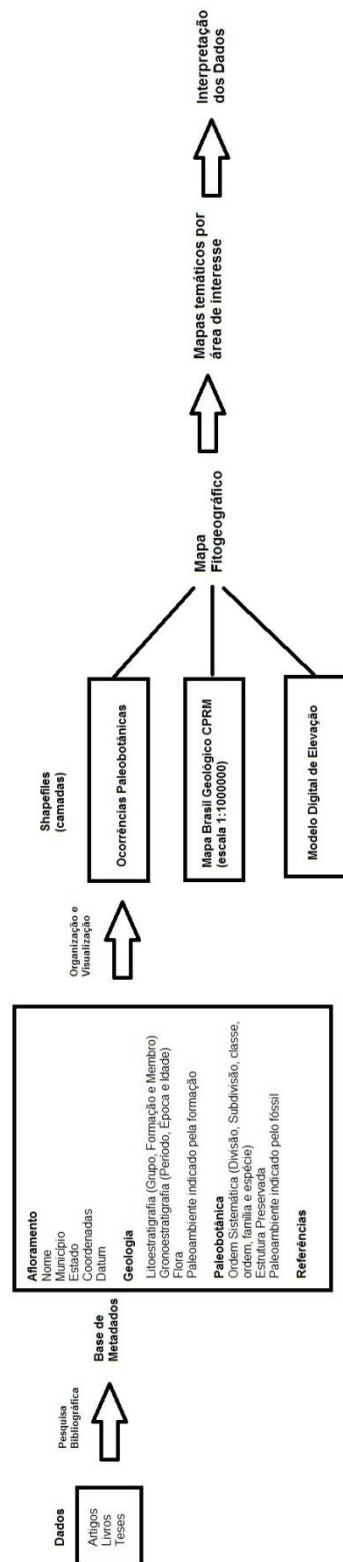 Dados
Artigos
Livros
Teses
Pesquisa
Bibliográfica
Base de
Metadados
Afloramento
Nome
Município
Estado
Coordenadas
Datum
Geologia
Litoestratigrafia (Grupo, Formação e Membro)
Gronoestratigrafia (Período, Época e Idade)
Flora
Paleoambiente indicado pela formação
Paleobotânica
Ordem Sistemática (Divisão, Subdivisão, classe,
ordem, família e espécie)
Estrutura Preservada
Paleoambiente indicado pelo fóssil
Referências
Organização e
Visualização
Shapefiles
(camadas)
Ocorrências Paleobotânicas
Mapa Brasil Geológico CPRM
(escala 1:1000000)
Modelo Digital de Elevação
Mapa
Fitogeográfico
Mapas temáticos por
área de interesse
Interpretação
dos Dados